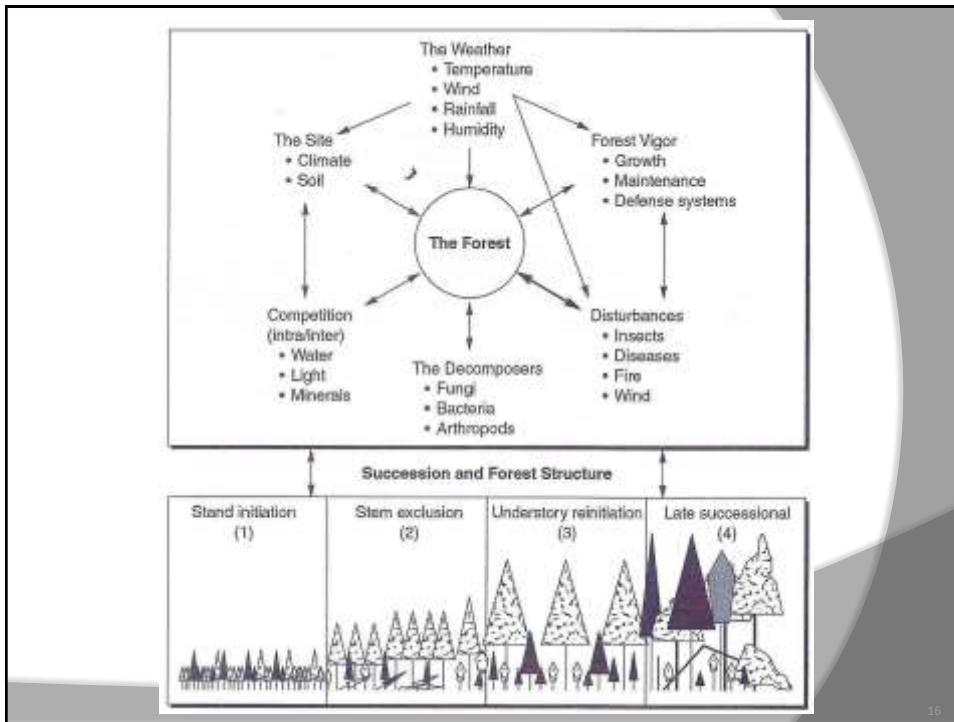 The Weather
• Temperature
• Wind
• Rainfall
• Humidity
The Site
• Climate
• Soil
Forest Vigor
• Growth
• Maintenance
• Defense systems
The Forest
Competition
(intra/inter)
• Water
• Light
• Minerals
The Decomposers
• Fungi
• Bacteria
• Arthropods
Disturbances
• Insects
• Diseases
• Fire
• Wind
Succession and Forest Structure
Stand initiation
(1)
Stem exclusion
(2)
Understory reinitiation
(3)
Late successional
(4)
16